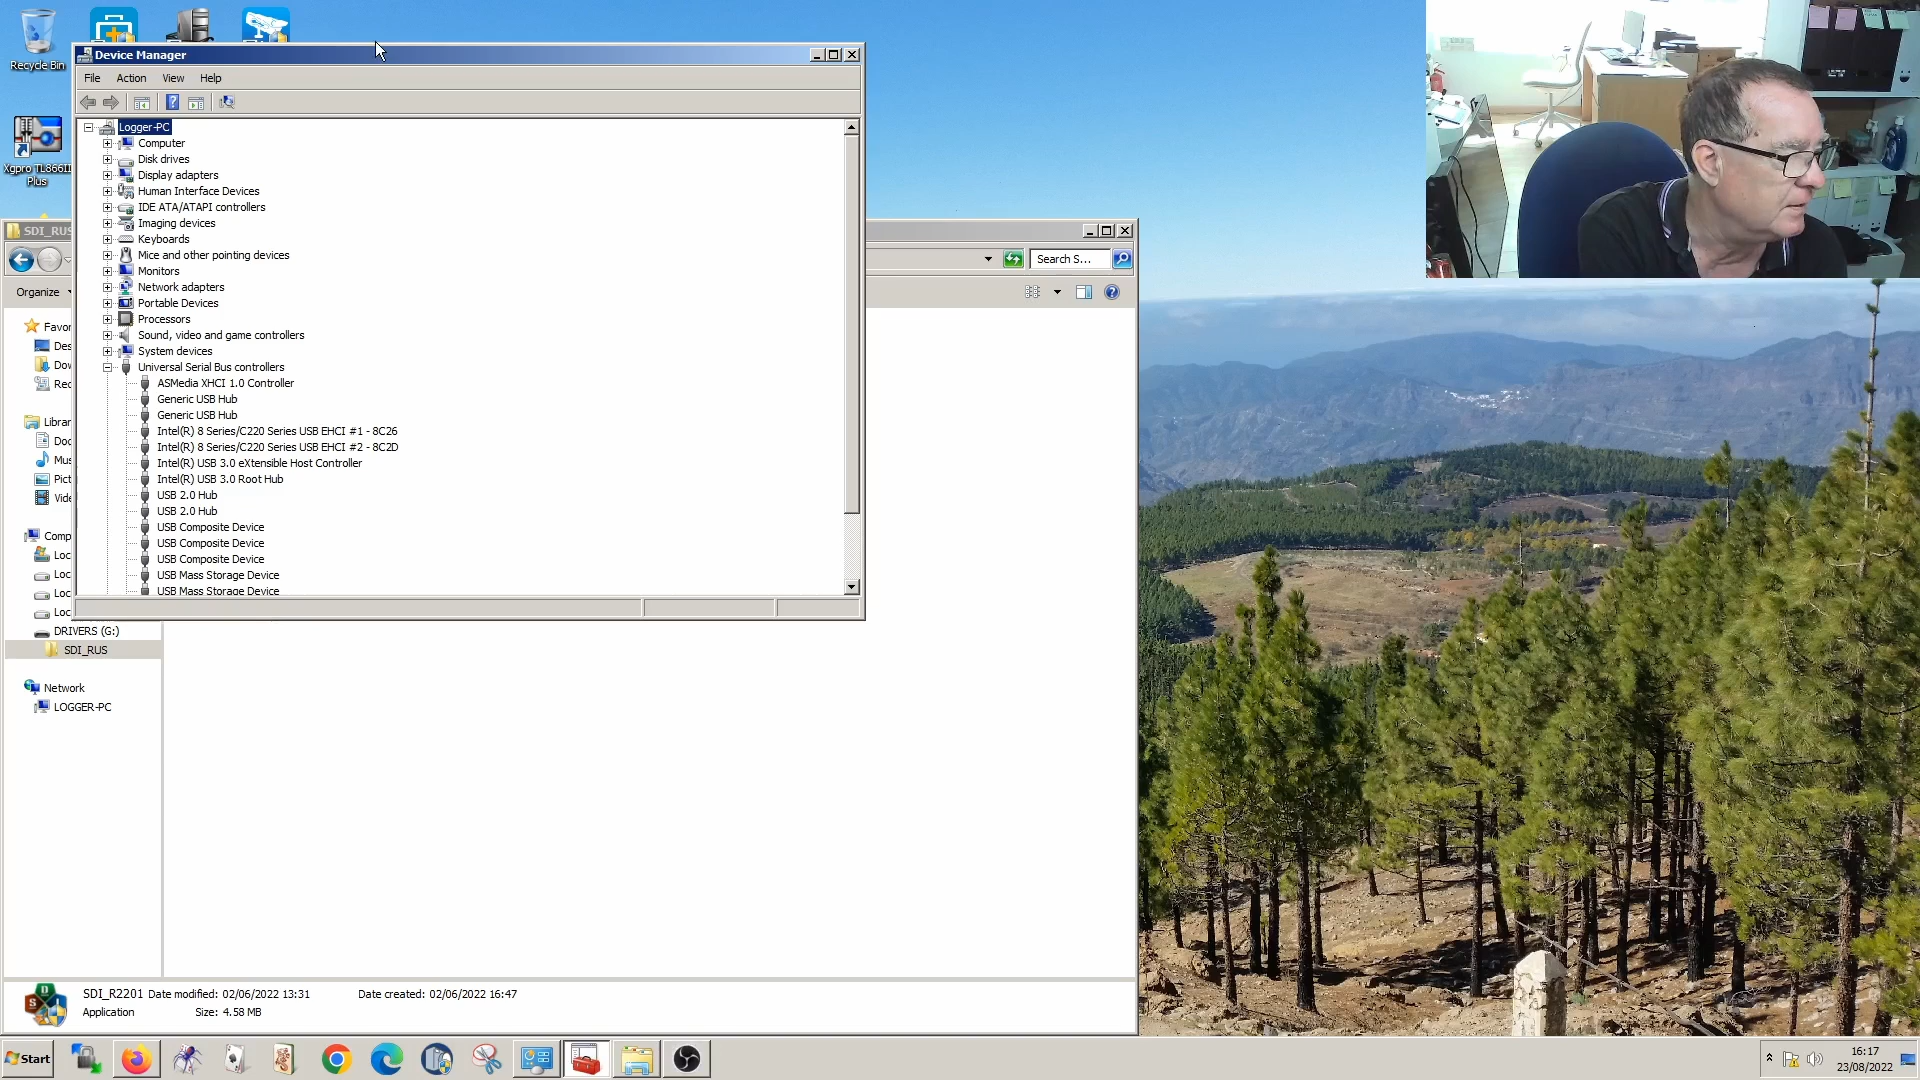 Recycle Bin
Xgpro TL866II
Plus
Device Manager
File Action View Help
Logger-PC
Computer
Disk drives
Display adapters
Human Interface Devices
IDE ATA/ATAPI controllers
Imaging devices
Keyboards
Mice and other pointing devices
Monitors
Network adapters
Portable Devices
Processors
Sound, video and game controllers
System devices
Universal Serial Bus controllers
ASMedia XHCI 1.0 Controller
Generic USB Hub
Generic USB Hub
Intel(R) 8 Series/C220 Series USB EHCI #1 - 8C26
Intel(R) 8 Series/C220 Series USB EHCI #2 - 8C2D
Intel(R) USB 3.0 eXtensible Host Controller
Intel(R) USB 3.0 Root Hub
USB 2.0 Hub
USB 2.0 Hub
USB Composite Device
USB Composite Device
USB Composite Device
USB Mass Storage Device
USB Mass Storage Device
SDI_RUS
Search S...
Organize
Favor
Des
Dov
Rec
Librar
Doc
Mus
Pict
Vide
Comp
Loc
Loc
Loc
Loc
DRIVERS (G:)
SDI_RUS
Network
LOGGER-PC
SDI_R2201 Date modified: 02/06/2022 13:31 Date created: 02/06/2022 16:47
Application Size: 4.58 MB
Start
16:17
23/08/2022